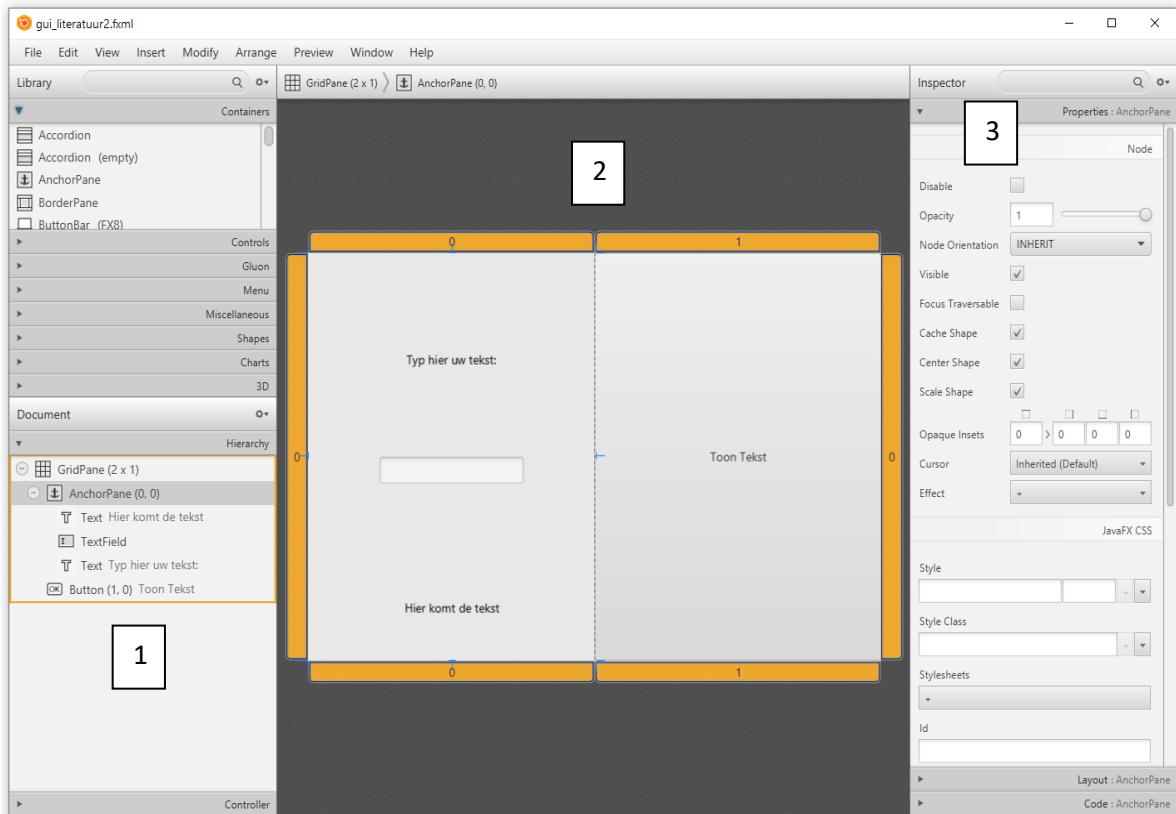 gui_literatuur2.fxml
File Edit View Insert Modify Arrange Preview Window Help
Library
Containers
Accordion
Accordion (empty)
AnchorPane
BorderPane
ButtonBar (FX8)
Controls
Gluon
Menu
Miscellaneous
Shapes
Charts
3D
Document
Hierarchy
GridPane (2 x 1)
AnchorPane (0, 0)
Text Hier komt de tekst
TextField
Text Typ hier uw tekst:
Button (1, 0) Toon Tekst
1
Controller
GridPane (2 x 1) AnchorPane (0, 0)
2
0 1
Typ hier uw tekst:
0 Toon Tekst 0
Hier komt de tekst
0 1
Inspector
Properties : AnchorPane
3
Node
Disable
Opacity 1
Node Orientation INHERIT
Visible
Focus Traversable
Cache Shape
Center Shape
Scale Shape
Opaque Insets 0 0 0 0
Cursor Inherited (Default)
Effect +
JavaFX CSS
Style
+
Style Class
+
Stylesheets
+
Id
Layout : AnchorPane
Code : AnchorPane